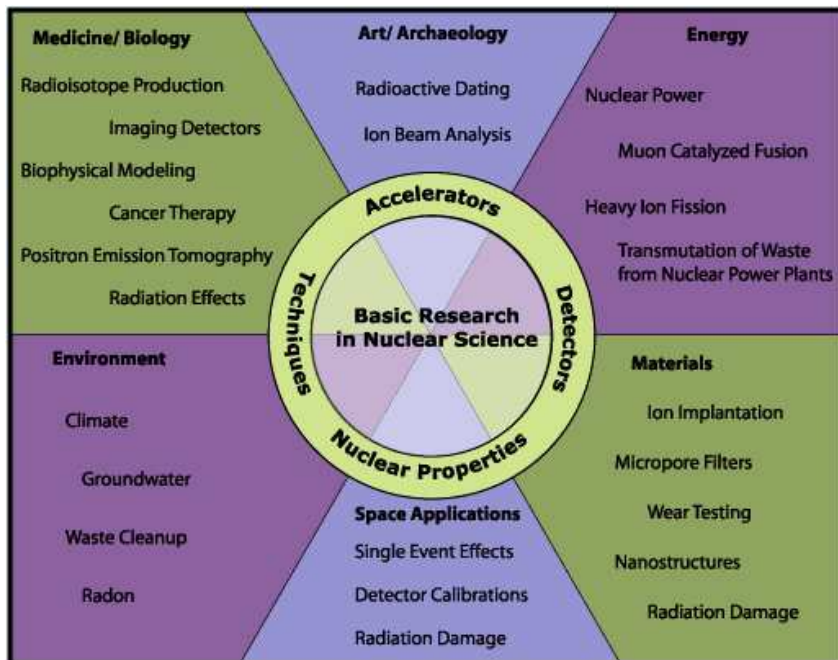 Medicine/ Biology
Radioisotope Production
Imaging Detectors
Biophysical Modeling
Cancer Therapy
Positron Emission Tomography
Radiation Effects
Art/ Archaeology
Radioactive Dating
Ion Beam Analysis
Energy
Nuclear Power
Muon Catalyzed Fusion
Heavy Ion Fission
Transmutation of Waste
from Nuclear Power Plants
Accelerators
Techniques
Detectors
Nuclear Properties
Basic Research
in Nuclear Science
Environment
Climate
Groundwater
Waste Cleanup
Radon
Space Applications
Single Event Effects
Detector Calibrations
Radiation Damage
Materials
Ion Implantation
Micropore Filters
Wear Testing
Nanostructures
Radiation Damage